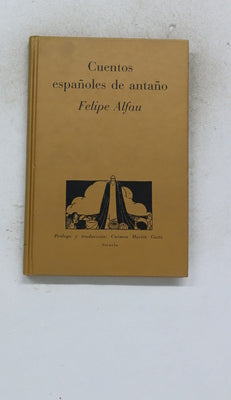 Cuentos
españoles de antaño
Felipe Alfau
Prólogo y traducción: Carmen Martín Gaite
Siruela